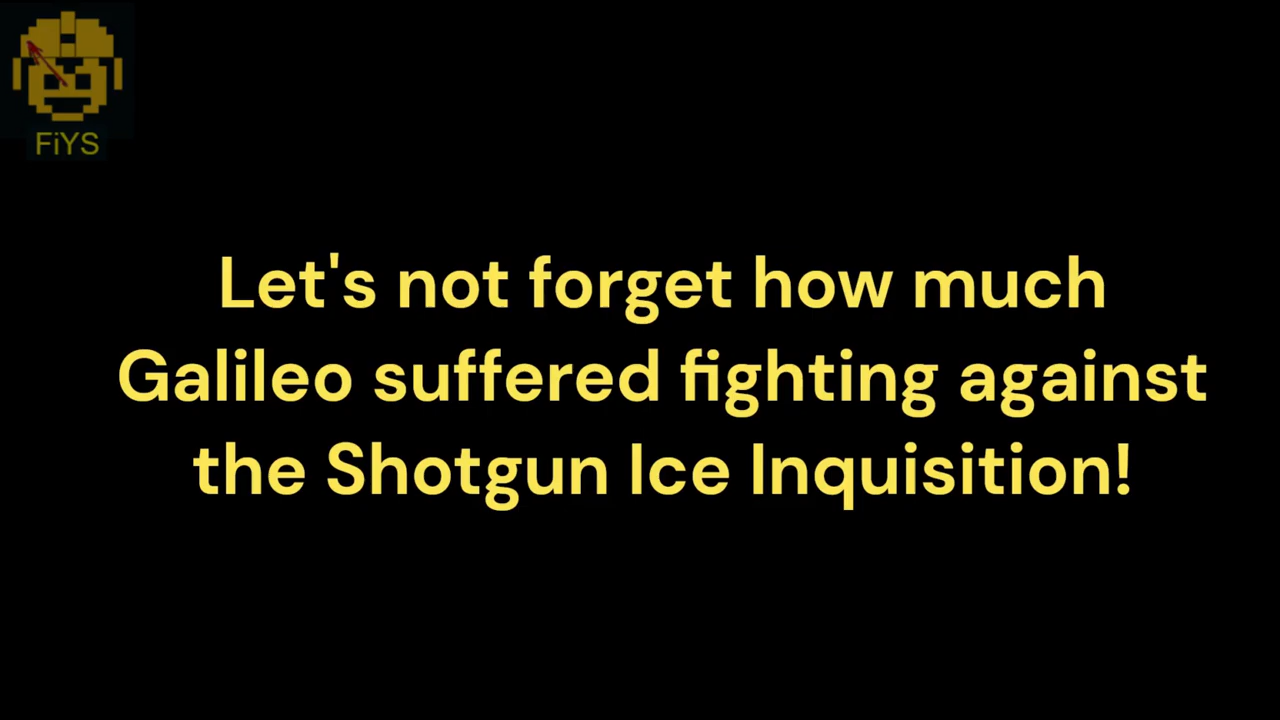 FiYS
Let's not forget how much
Galileo suffered fighting against
the Shotgun Ice Inquisition!